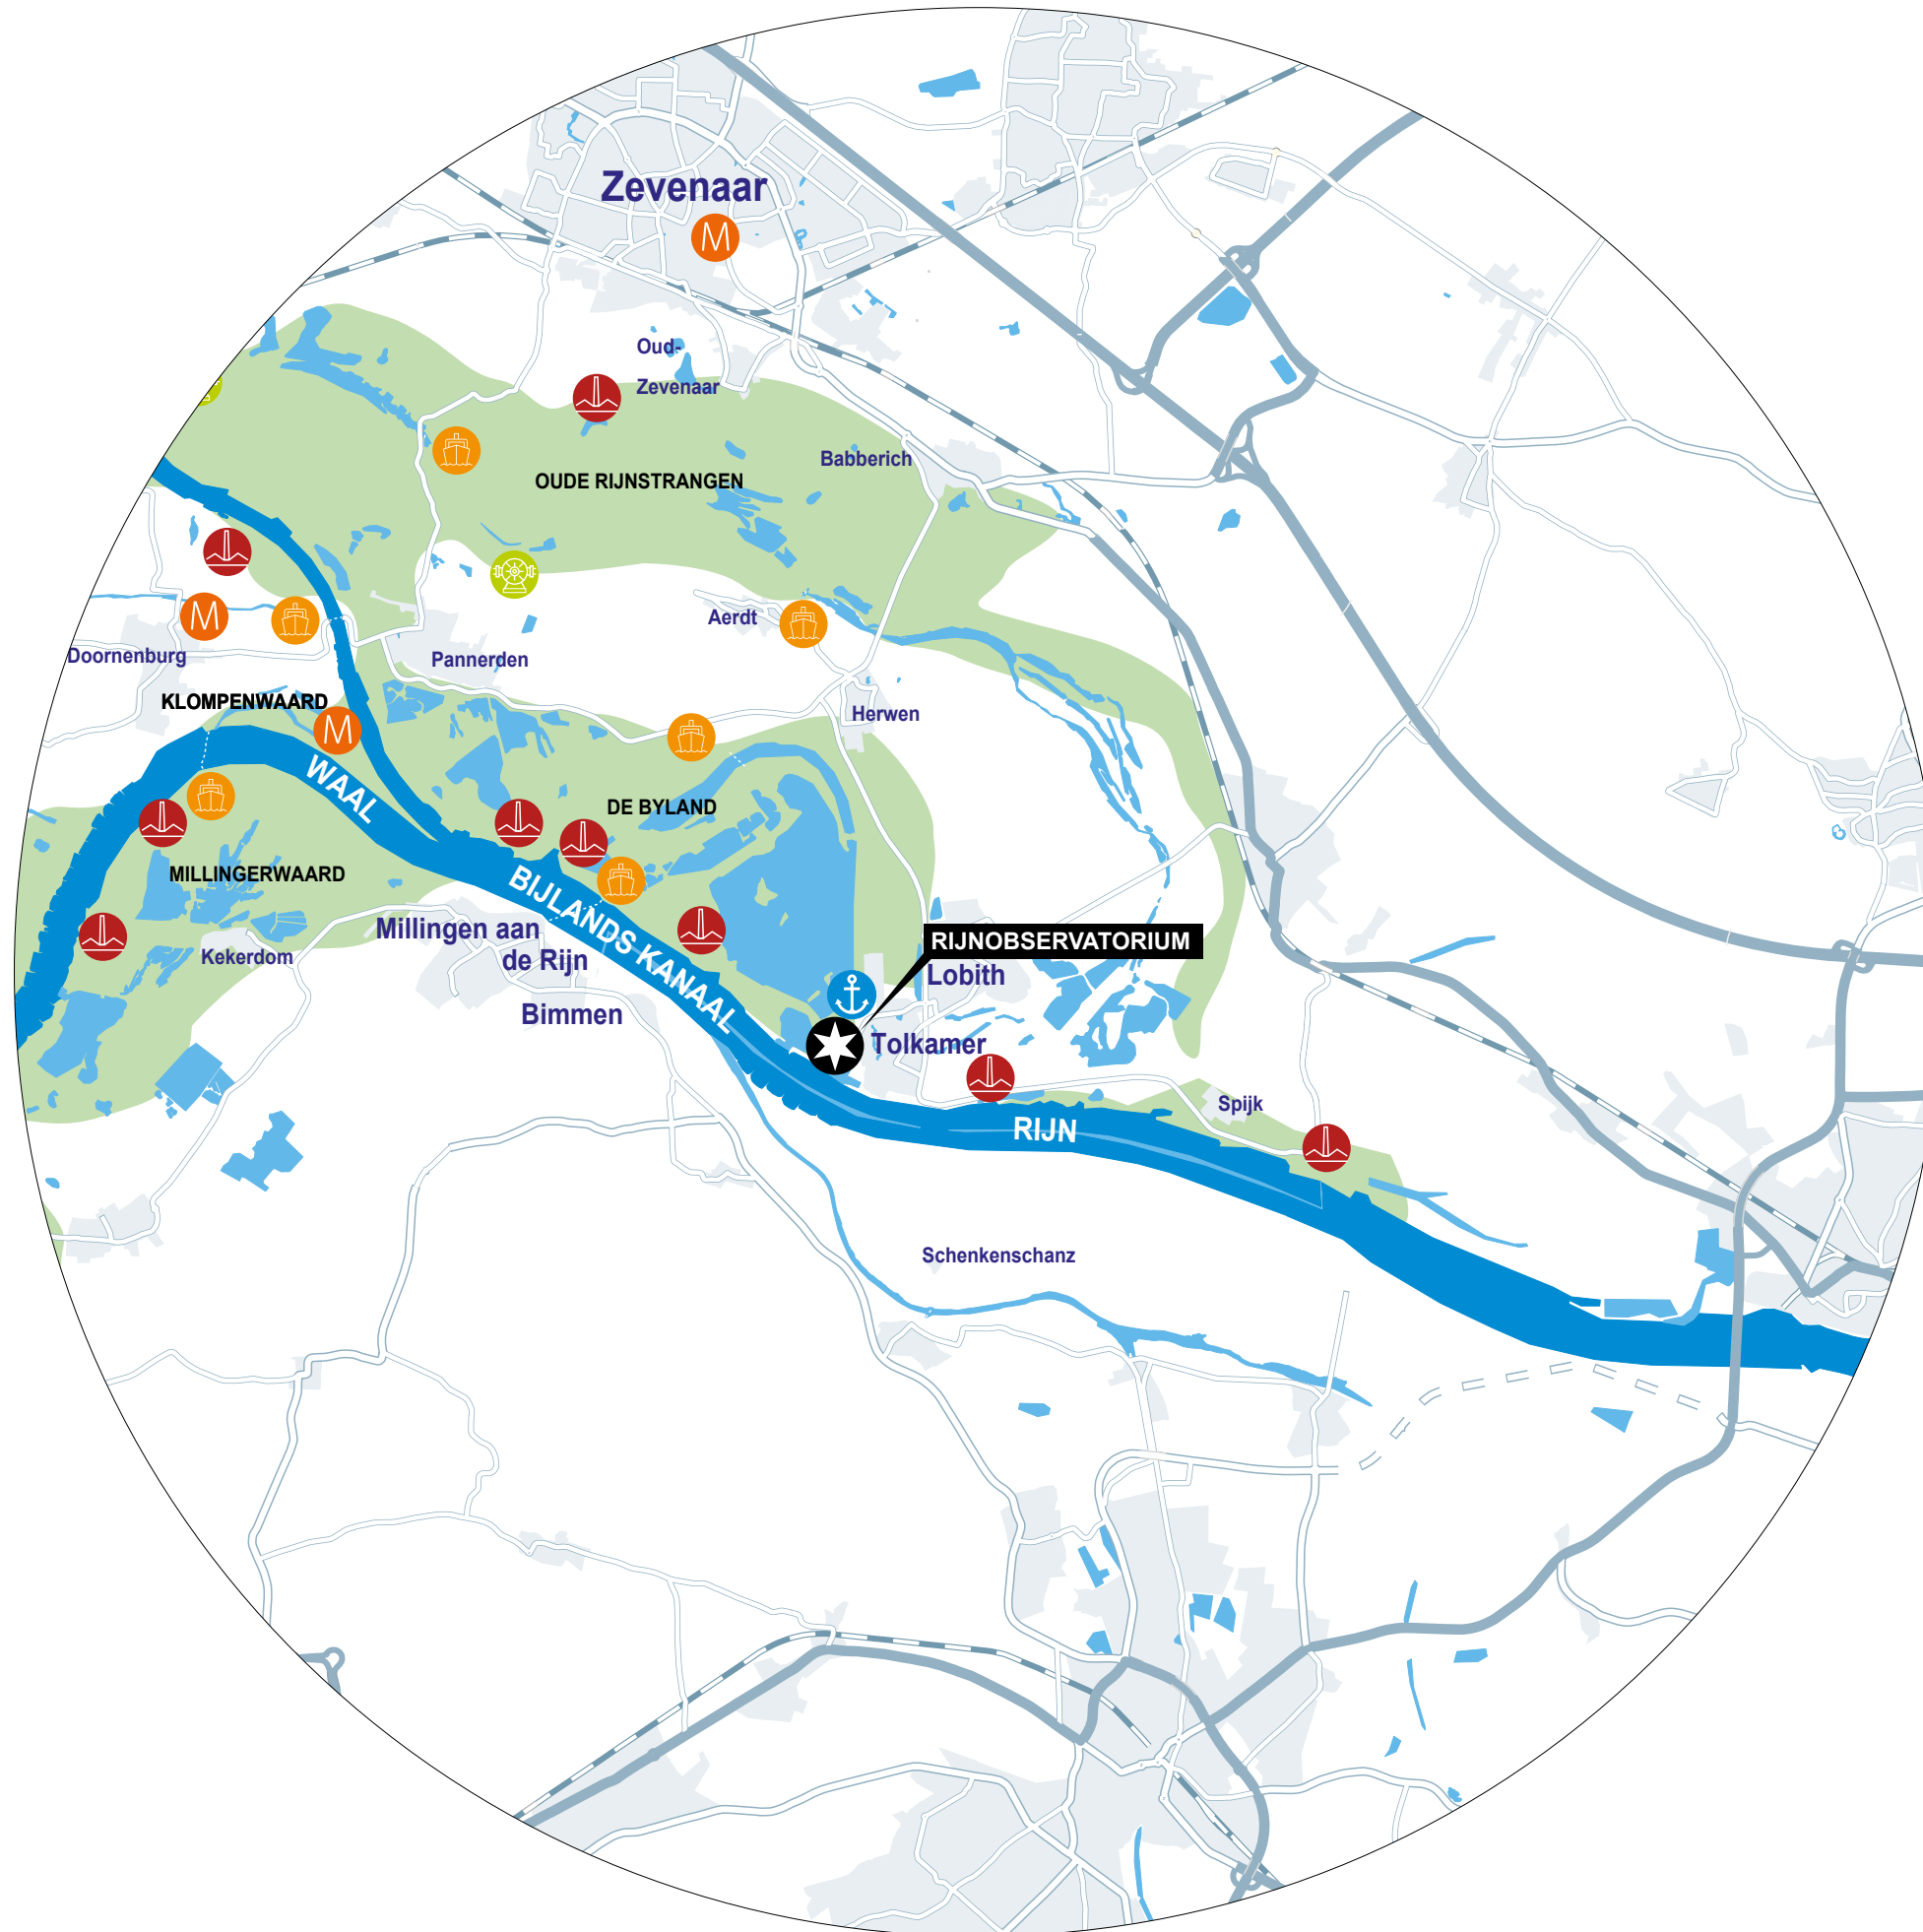 Zevenaar
M
Oud-
Zevenaar
Babberich
OUDE RIJNSTRANGEN
M
Aerdt
Doornenburg
Pannerden
KLOMPENWAARD
M
Herwen
WAAL
DE BYLAND
MILLINGERWAARD
BIJLANDS KANAAL
Millingen aan
de Rijn
Kekerdom
RIJNOBSERVATORIUM
Lobith
Bimmen
Tolkamer
Spijk
RIJN
Schenkenschanz